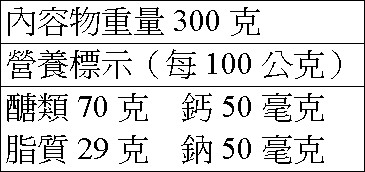 內容物重量 300 克
營養標示（每 100 公克）
醣類 70 克　鈣 50 毫克
脂質 29 克　鈉 50 毫克